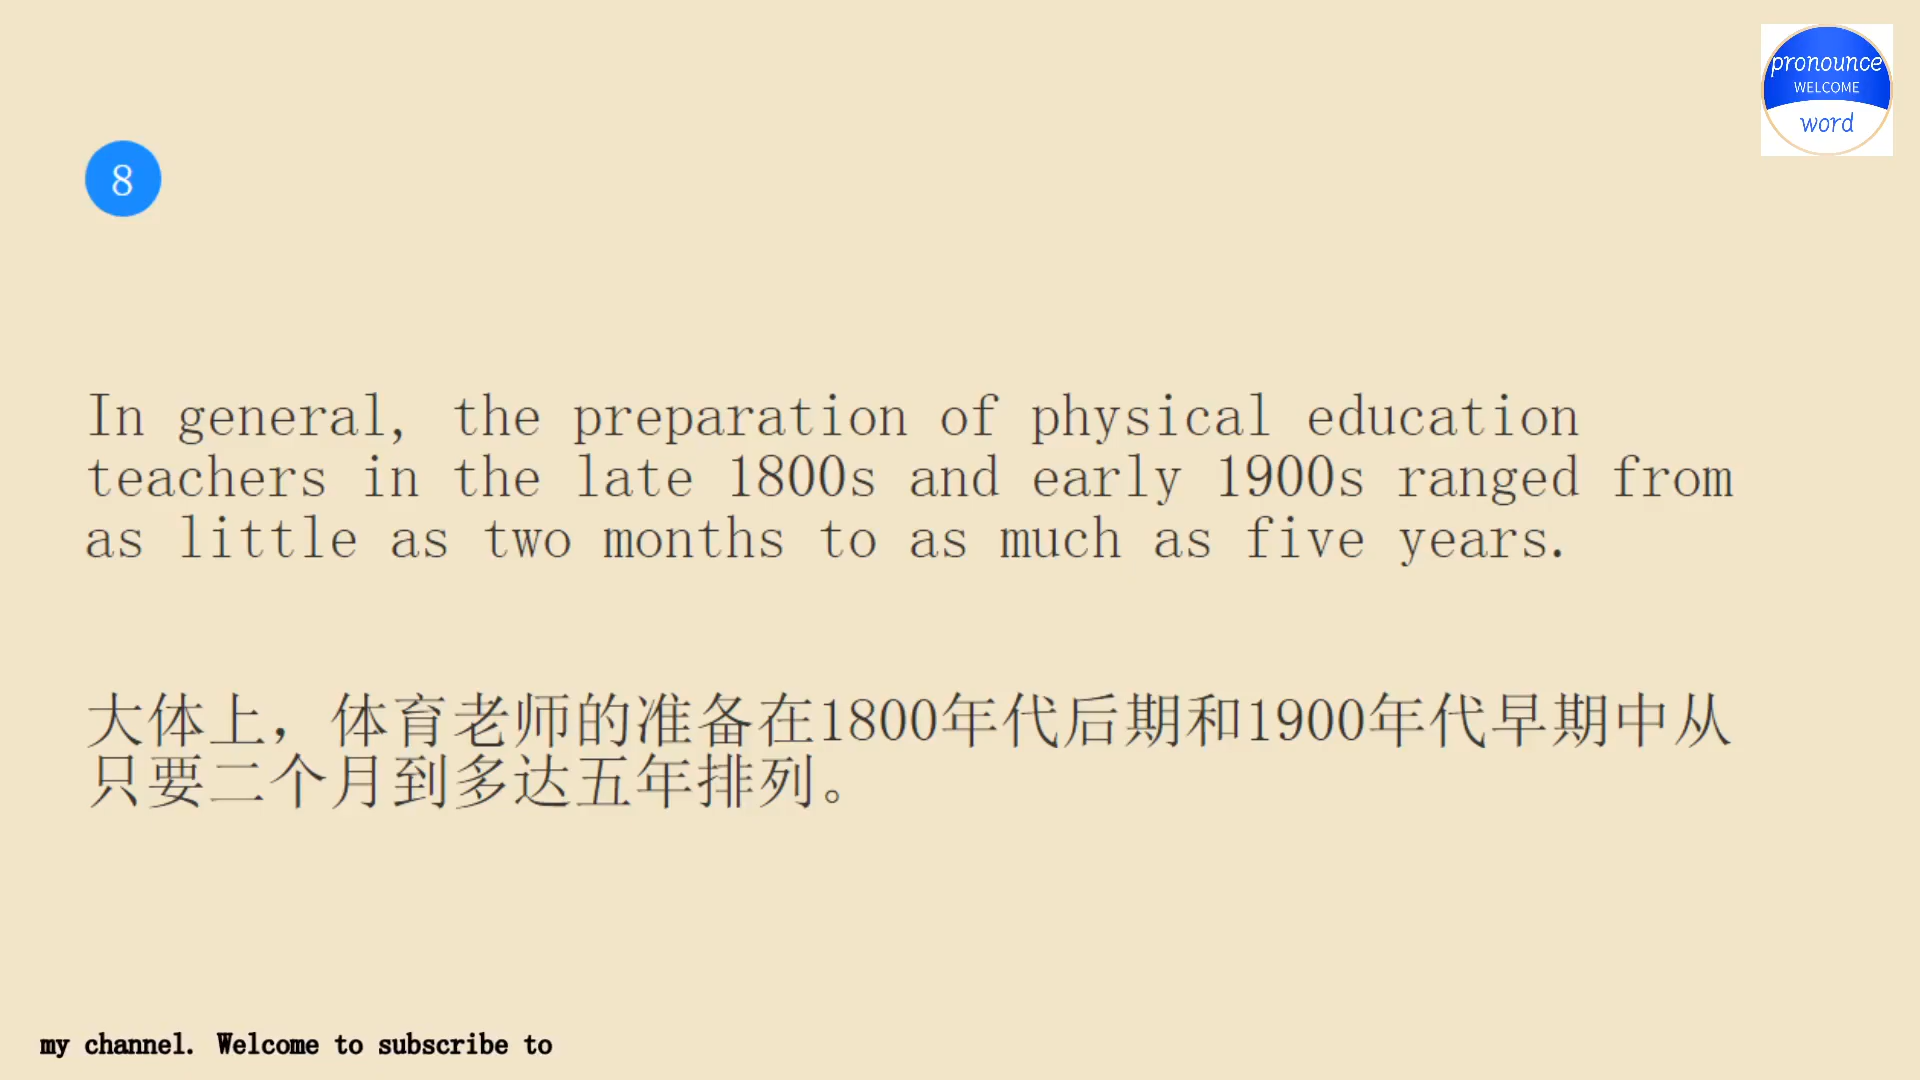 pronounce
WELCOME
word
8
In general, the preparation of physical education
teachers in the late 1800s and early 1900s ranged from
as little as two months to as much as five years.
大体上，体育老师的准备在1800年代后期和1900年代早期中从
只要二个月到多达五年排列。
my channel. Welcome to subscribe to